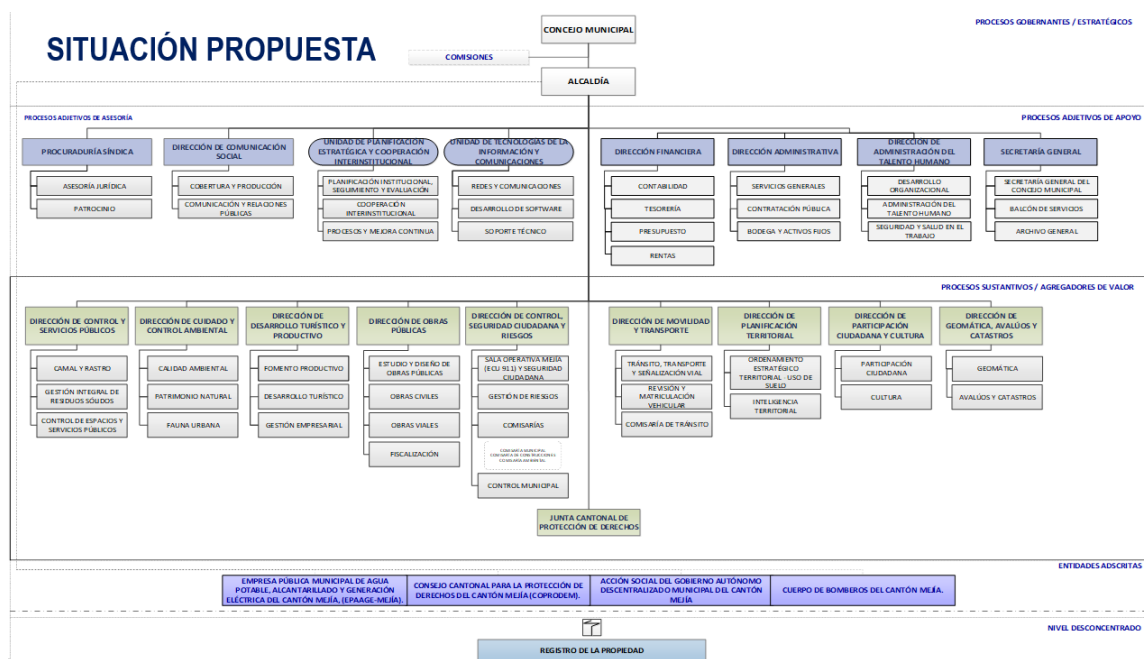 PROCESOS GOBERNANTES / ESTRATÉGICOS
SITUACIÓN PROPUESTA
CONCEJO MUNICIPAL
COMISIONES
ALCALDÍA
PROCESOS ADJETIVOS DE ASESORÍA
PROCESOS ADJETIVOS DE APOYO
PROCURADURÍA SÍNDICA
ASESORÍA JURÍDICA
PATROCINIO
DIRECCIÓN DE COMUNICACIÓN
SOCIAL
COBERTURA Y PRODUCCIÓN
COMUNICACIÓN Y RELACIONES
PÚBLICAS
UNIDAD DE PLANIFICACIÓN
ESTRATÉGICA Y COOPERACIÓN
INTERINSTITUCIONAL
PLANIFICACIÓN INSTITUCIONAL,
SEGUIMIENTO Y EVALUACIÓN
COOPERACIÓN
INTERINSTITUCIONAL
PROCESOS Y MEJORA CONTINUA
UNIDAD DE TECNOLOGÍAS DE LA
INFORMACIÓN Y
COMUNICACIONES
REDES Y COMUNICACIONES
DESARROLLO DE SOFTWARE
SOPORTE TÉCNICO
DIRECCIÓN FINANCIERA
CONTABILIDAD
TESORERÍA
PRESUPUESTO
RENTAS
DIRECCIÓN ADMINISTRATIVA
SERVICIOS GENERALES
CONTRATACIÓN PÚBLICA
BODEGA Y ACTIVOS FIJOS
DIRECCIÓN DE
ADMINISTRACIÓN DEL
TALENTO HUMANO
DESARROLLO
ORGANIZACIONAL
ADMINISTRACIÓN DEL
TALENTO HUMANO
SEGURIDAD Y SALUD EN EL
TRABAJO
SECRETARÍA GENERAL
SECRETARÍA GENERAL DEL
CONCEJO MUNICIPAL
BALCÓN DE SERVICIOS
ARCHIVO GENERAL
PROCESOS SUSTANTIVOS / AGREGADORES DE VALOR
DIRECCIÓN DE CONTROL Y
SERVICIOS PÚBLICOS
CAMAL Y RASTRO
GESTIÓN INTEGRAL DE
RESIDUOS SÓLIDOS
CONTROL DE ESPACIOS Y
SERVICIOS PÚBLICOS
DIRECCIÓN DE CUIDADO Y
CONTROL AMBIENTAL
CALIDAD AMBIENTAL
PATRIMONIO NATURAL
FAUNA URBANA
DIRECCIÓN DE
DESARROLLO TURÍSTICO Y
PRODUCTIVO
FOMENTO PRODUCTIVO
DESARROLLO TURÍSTICO
GESTIÓN EMPRESARIAL
DIRECCIÓN DE OBRAS
PÚBLICAS
ESTUDIO Y DISEÑO DE
OBRAS PÚBLICAS
OBRAS CIVILES
OBRAS VIALES
FISCALIZACIÓN
DIRECCIÓN DE CONTROL,
SEGURIDAD CIUDADANA Y
RIESGOS
SALA OPERATIVA MEJÍA
(ECU 911) Y SEGURIDAD
CIUDADANA
GESTIÓN DE RIESGOS
COMISARÍAS
COMISARÍA MUNICIPAL
COMISARÍA DE CONSTRUCCIONES
COMISARÍA AMBIENTAL
CONTROL MUNICIPAL
DIRECCIÓN DE MOVILIDAD
Y TRANSPORTE
TRÁNSITO, TRANSPORTE
Y SEÑALIZACIÓN VIAL
REVISIÓN Y
MATRICULACIÓN
VEHICULAR
COMISARÍA DE TRÁNSITO
DIRECCIÓN DE
PLANIFICACIÓN
TERRITORIAL
ORDENAMIENTO
ESTRATÉGICO
TERRITORIAL - USO DE
SUELO
INTELIGENCIA
TERRITORIAL
DIRECCIÓN DE
PARTICIPACIÓN
CIUDADANA Y CULTURA
PARTICIPACIÓN
CIUDADANA
CULTURA
DIRECCIÓN DE
GEOMÁTICA, AVALÚOS Y
CATASTROS
GEOMÁTICA
AVALÚOS Y CATASTROS
JUNTA CANTONAL DE
PROTECCIÓN DE DERECHOS
ENTIDADES ADSCRITAS
EMPRESA PÚBLICA MUNICIPAL DE AGUA
POTABLE, ALCANTARILLADO Y GENERACIÓN
ELÉCTRICA DEL CANTÓN MEJÍA, (EPAAGE-MEJÍA).
CONSEJO CANTONAL PARA LA PROTECCIÓN DE
DERECHOS DEL CANTÓN MEJÍA (COPRODEM).
ACCIÓN SOCIAL DEL GOBIERNO AUTÓNOMO
DESCENTRALIZADO MUNICIPAL DEL CANTÓN
MEJÍA
CUERPO DE BOMBEROS DEL CANTÓN MEJÍA.
NIVEL DESCONCENTRADO
REGISTRO DE LA PROPIEDAD